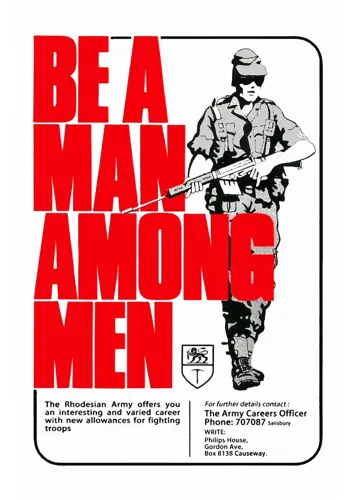 BE A
MAN
AMONG
MEN
The Rhodesian Army offers you
an interesting and varied career
with new allowances for fighting
troops
For further details contact:
The Army Careers Officer
Phone: 707087 Salisbury
WRITE:
Philips House,
Gordon Ave,
Box 8138 Causeway.